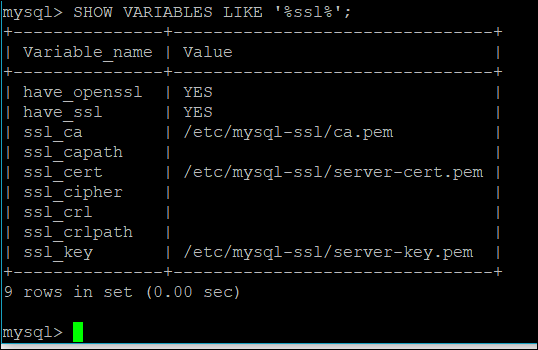 mysql> SHOW VARIABLES LIKE '%ssl%';
+---------------+--------------------------------+
| Variable_name | Value                          |
+---------------+--------------------------------+
| have_openssl  | YES                            |
| have_ssl      | YES                            |
| ssl_ca        | /etc/mysql-ssl/ca.pem          |
| ssl_capath    |                                |
| ssl_cert      | /etc/mysql-ssl/server-cert.pem |
| ssl_cipher    |                                |
| ssl_crl       |                                |
| ssl_crlpath   |                                |
| ssl_key       | /etc/mysql-ssl/server-key.pem  |
+---------------+--------------------------------+
9 rows in set (0.00 sec)
mysql>